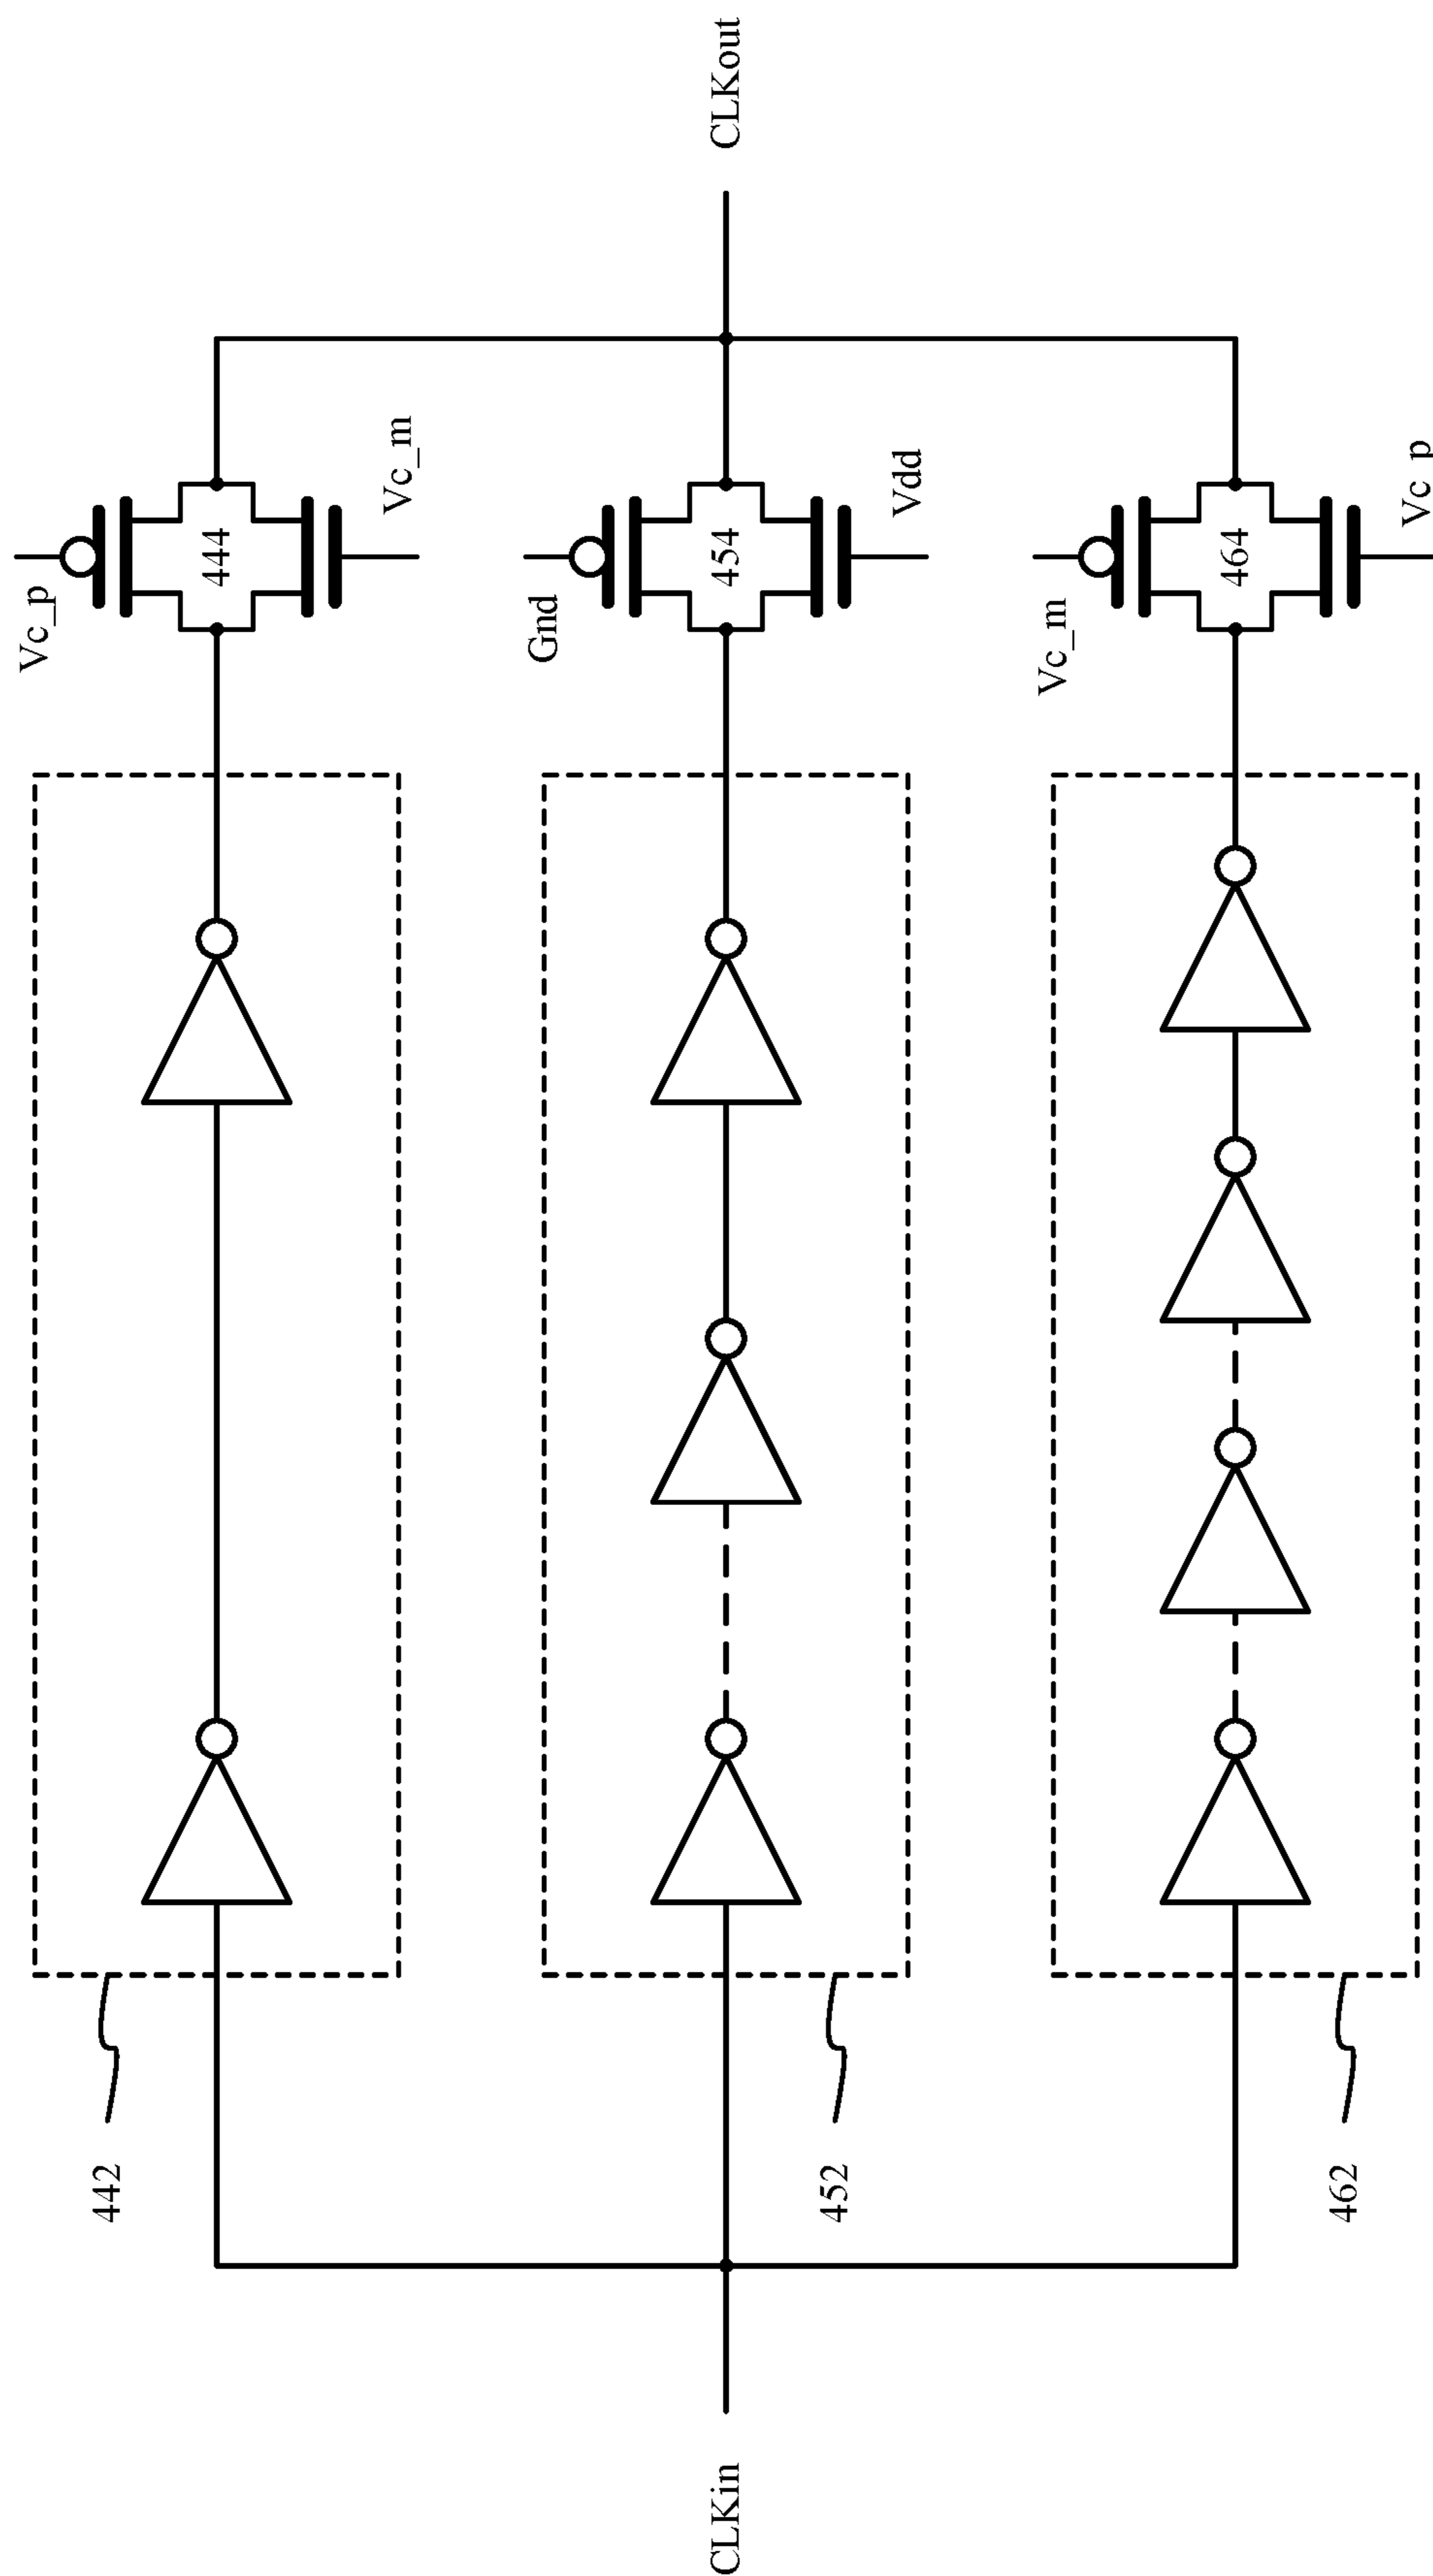 442
Vc_p
444
Vc_m
CLKin
452
Gnd
454
Vdd
CLKout
462
Vc_m
464
Vc_p